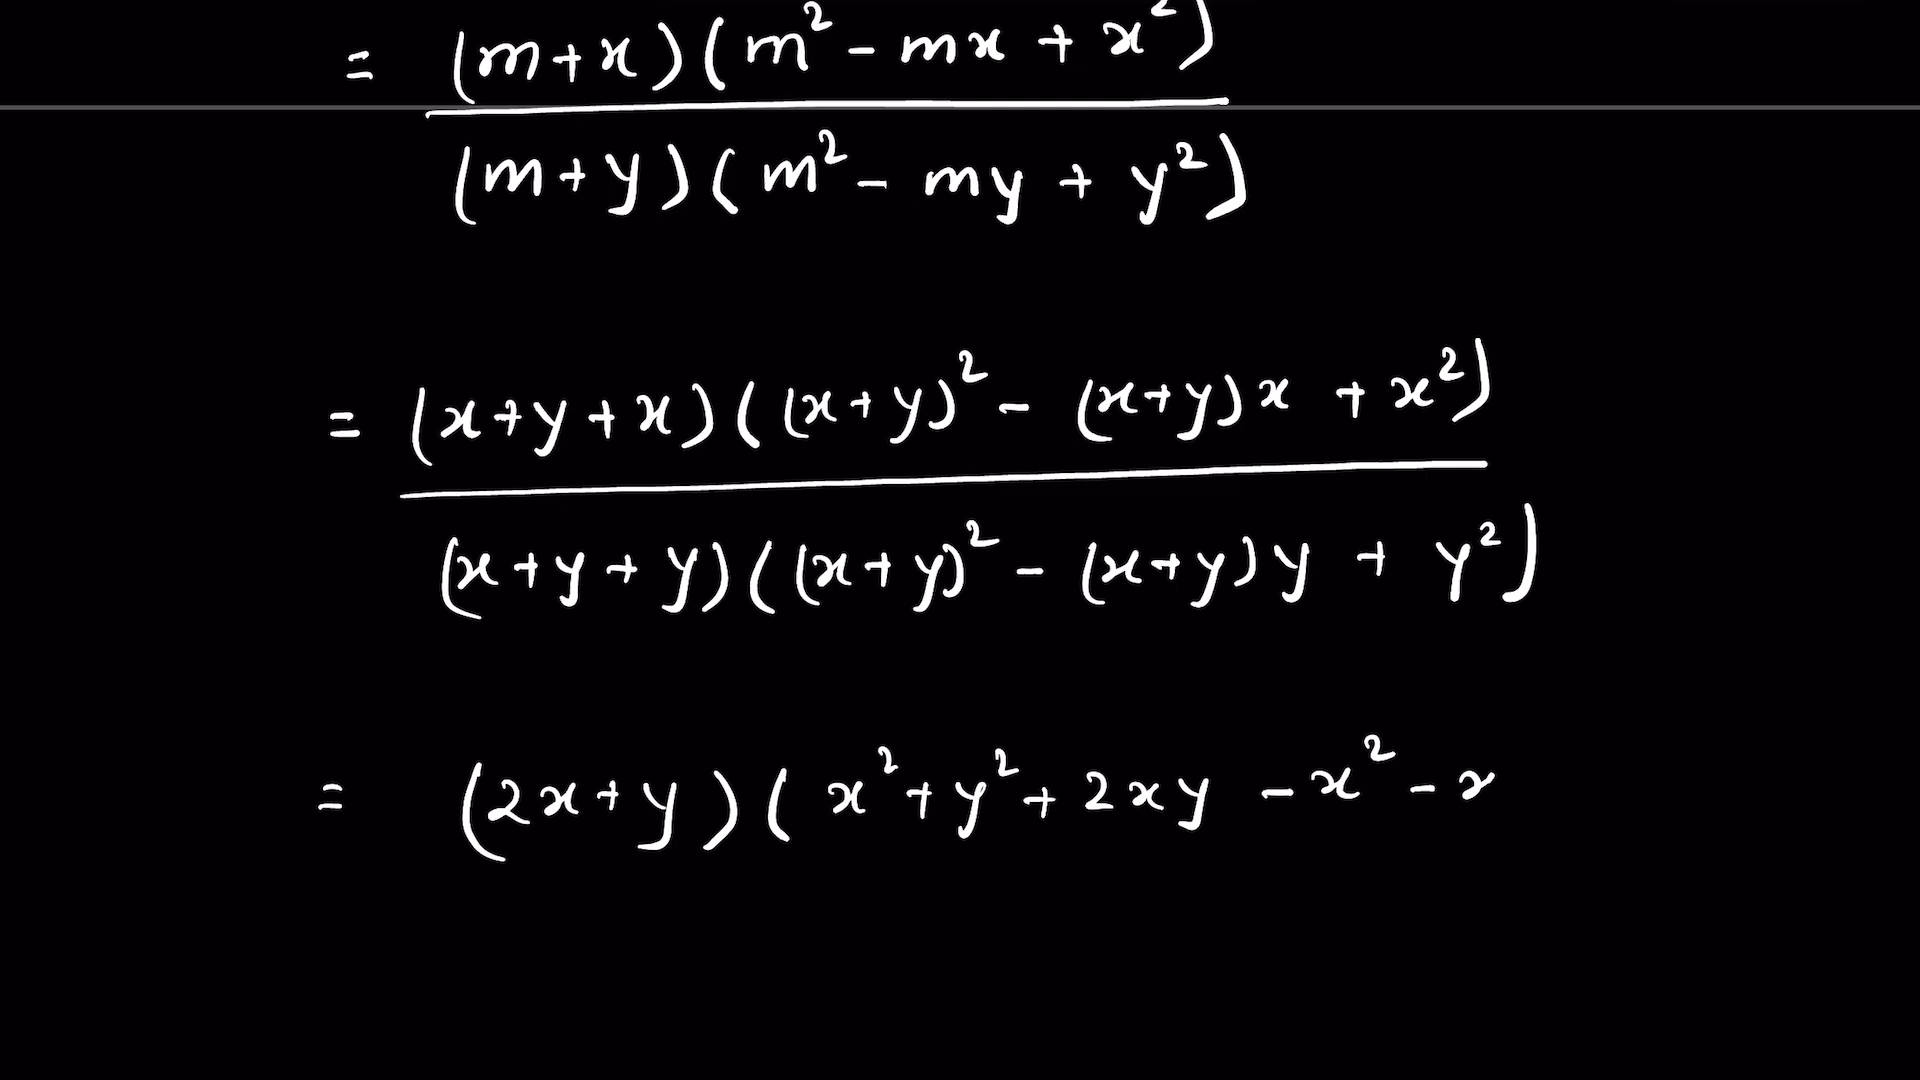 = (m+x)(m² - mx + x²)
(m+y)(m² - my + y²)
= (x+y+x)((x+y)² - (x+y)x + x²)
(x+y+y)((x+y)² - (x+y)y + y²)
= (2x+y)(x²+y²+2xy -x² - x